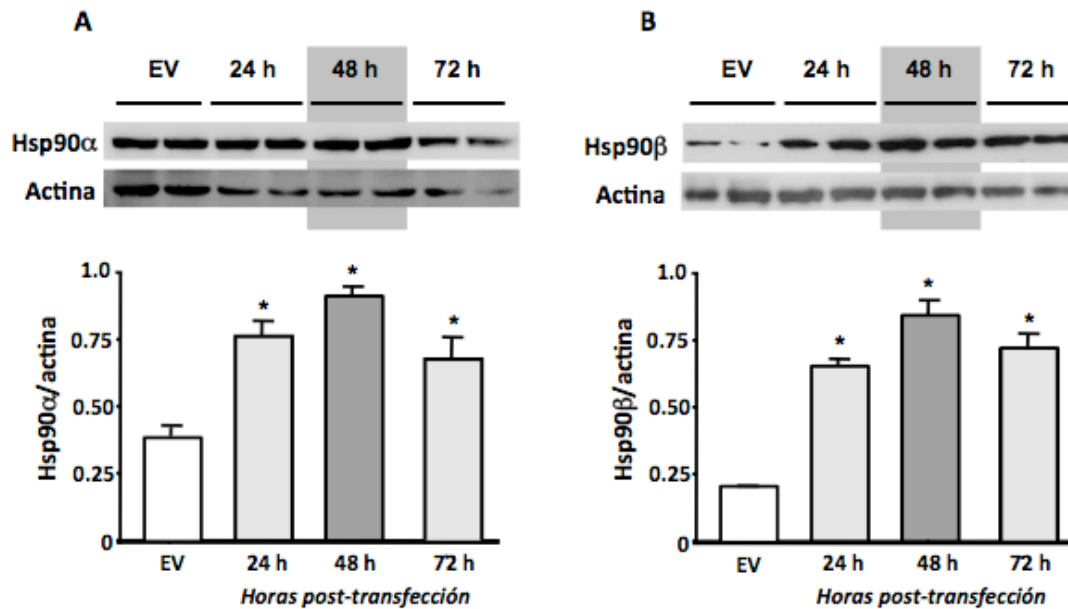 A
EV 24 h 48 h 72 h
Hsp90α
Actina
1.0
0.75
0.50
0.25
0
Hsp90α/actina
* * *
EV 24 h 48 h 72 h
Horas post-transfección
B
EV 24 h 48 h 72 h
Hsp90β
Actina
1.0
0.75
0.50
0.25
0
Hsp90β/actina
* * *
EV 24 h 48 h 72 h
Horas post-transfección